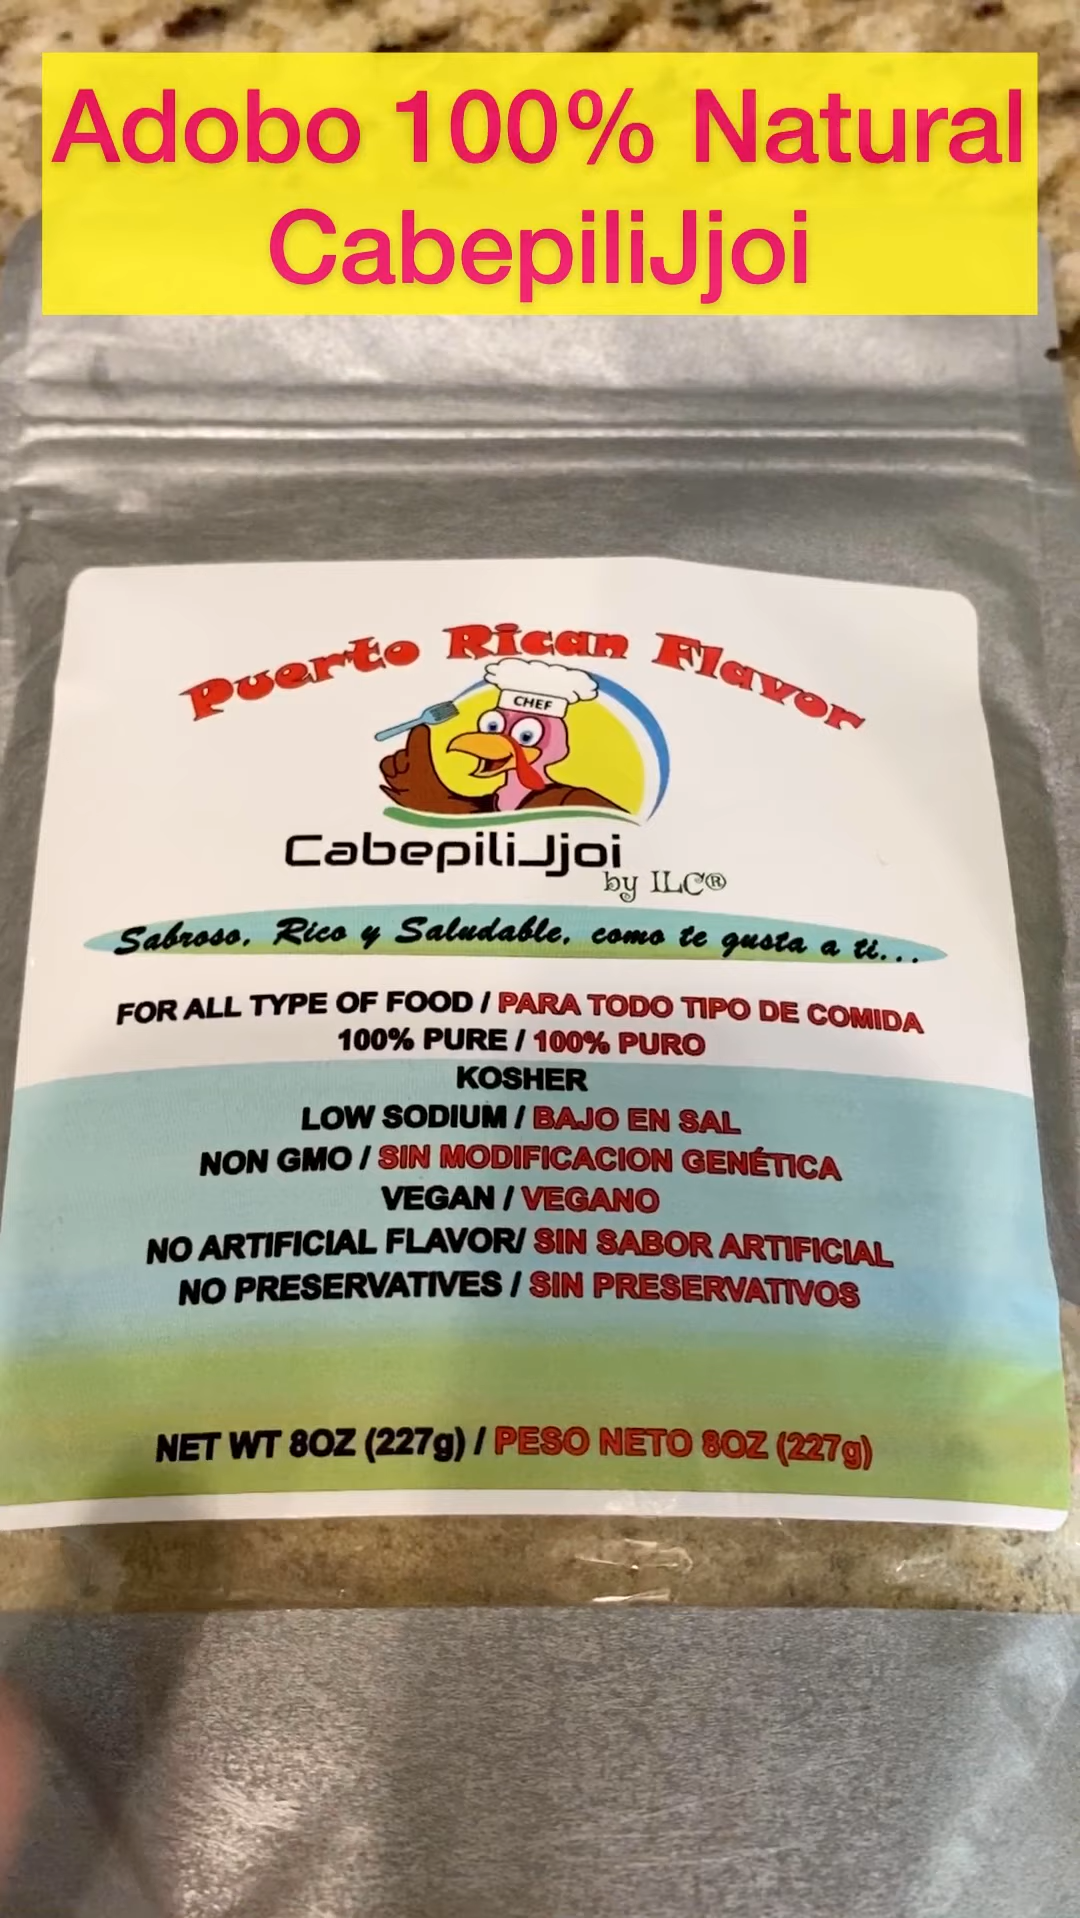 Adobo 100% Natural
CabepiliJjoi
Puerto Rican Flavor
CHEF
CabepiliJjoi
by ILC®
Sabroso, Rico y Saludable, como te gusta a ti...
FOR ALL TYPE OF FOOD / PARA TODO TIPO DE COMIDA
100% PURE / 100% PURO
KOSHER
LOW SODIUM / BAJO EN SAL
NON GMO / SIN MODIFICACION GENÉTICA
VEGAN / VEGANO
NO ARTIFICIAL FLAVOR/ SIN SABOR ARTIFICIAL
NO PRESERVATIVES / SIN PRESERVATIVOS
NET WT 8OZ (227g) / PESO NETO 8OZ (227g)